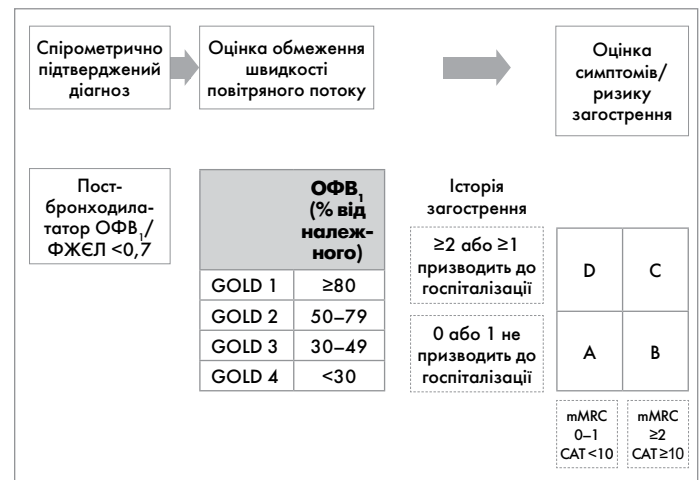 Спірометрично
підтверджений
діагноз
Оцінка обмеження
швидкості
повітряного потоку
Оцінка
симптомів/
ризику
загострення
Пост-
бронходила-
татор ОФВ₁/
ФЖЄЛ <0,7
ОФВ₁
(% від
належ-
ного)
GOLD 1 ≥80
GOLD 2 50–79
GOLD 3 30–49
GOLD 4 <30
Історія
загострення
≥2 або ≥1
призводить до
госпіталізації
0 або 1 не
призводить до
госпіталізації
D C
A B
mMRC
0–1
CAT<10
mMRC
≥2
CAT≥10